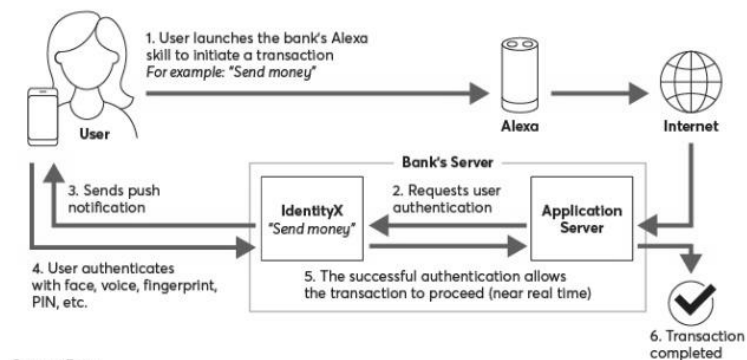 1. User launches the bank's Alexa
skill to initiate a transaction
For example: "Send money"
User
Alexa
Internet
Bank's Server
3. Sends push
notification
IdentityX
"Send money"
2. Requests user
authentication
Application
Server
4. User authenticates
with face, voice, fingerprint,
PIN, etc.
5. The successful authentication allows
the transaction to proceed (near real time)
6. Transaction
completed